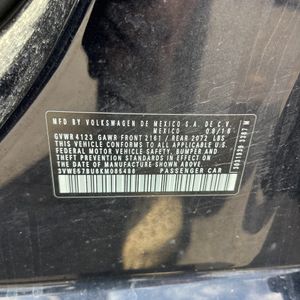 MFD BY VOLKSWAGEN DE MEXICO S.A. DE C.V.
MEXICO 08/18
GVWR 4123 GAWR FRONT 2161 / REAR 2072 LBS
THIS VEHICLE CONFORMS TO ALL APPLICABLE U.S.
FEDERAL MOTOR VEHICLE SAFETY,
BUMPER, AND THEFT PREVENTION STANDARDS IN
EFFECT ON THE DATE OF MANUFACTURE SHOWN ABOVE
3VWE67BU6KM086486 PASSENGER CAR